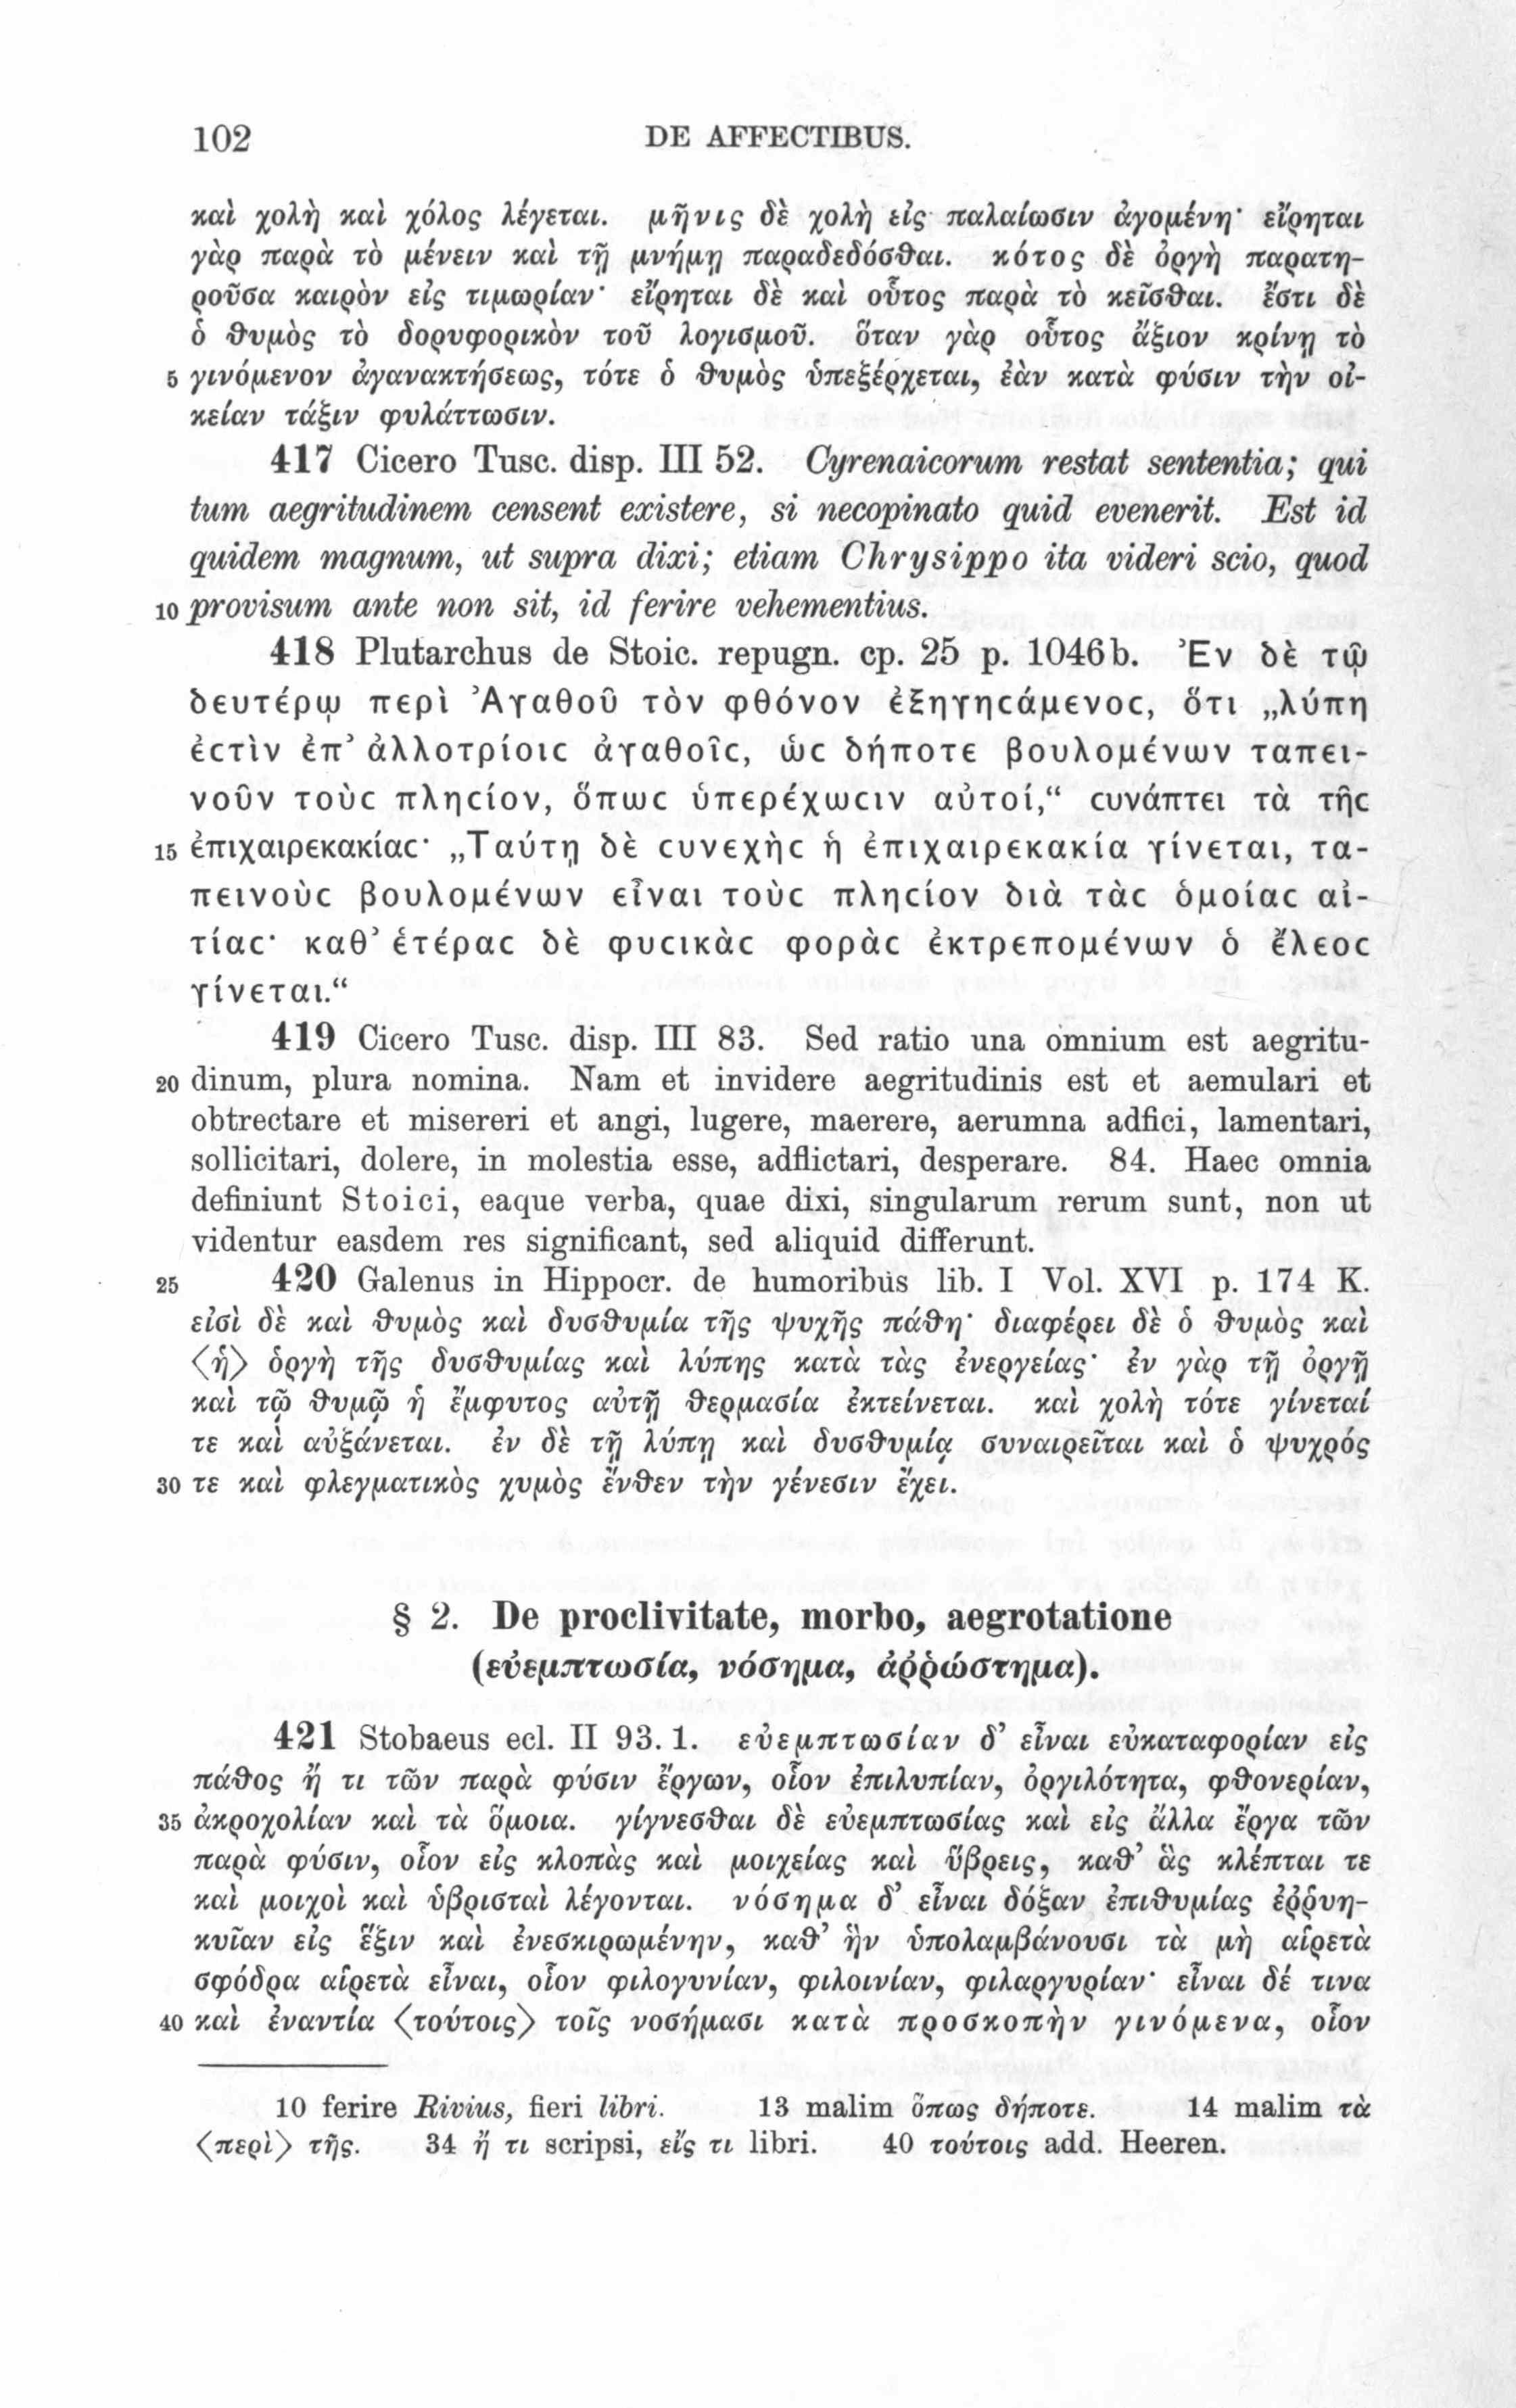 102 DE AFFECTIBUS.
καὶ χολὴ καὶ χόλος λέγεται. μῆνις δὲ χολὴ εἰς παλαίωσιν ἀγομένη· εἴρηται
γὰρ παρὰ τὸ μένειν καὶ τῇ μνήμῃ παραδεδόσθαι. κότος δὲ ὀργὴ παρατη-
ροῦσα καιρὸν εἰς τιμωρίαν· εἴρηται δὲ καὶ οὗτος παρὰ τὸ κεῖσθαι. ἔστι δὲ
ὁ θυμὸς τὸ δορυφορικὸν τοῦ λογισμοῦ. ὅταν γὰρ οὗτος ἄξιον κρίνῃ τὸ
5 γινόμενον ἀγανακτήσεως, τότε ὁ θυμὸς ὑπεξέρχεται, ἐὰν κατὰ φύσιν τὴν οἰ-
κείαν τάξιν φυλάττωσιν.
417 Cicero Tusc. disp. III 52. Cyrenaicorum restat sententia; qui
tum aegritudinem censent existere, si necopinato quid evenerit. Est id
quidem magnum, ut supra dixi; etiam Chrysippo ita videri scio, quod
10 provisum ante non sit, id ferire vehementius.
418 Plutarchus de Stoic. repugn. cp. 25 p. 1046b. Ἐν δὲ τῷ
δευτέρῳ περὶ Ἀγαθοῦ τὸν φθόνον ἐξηγηϲάμενοϲ, ὅτι „λύπη
ἐϲτὶν ἐπ’ ἀλλοτρίοιϲ ἀγαθοῖϲ, ὡϲ δήποτε βουλομένων ταπει-
νοῦν τοὺϲ πληϲίον, ὅπωϲ ὑπερέχωϲιν αὐτοί,“ ϲυνάπτει τὰ τῆϲ
15 ἐπιχαιρεκακίαϲ· „Ταύτῃ δὲ ϲυνεχὴϲ ἡ ἐπιχαιρεκακία γίνεται, τα-
πεινοὺϲ βουλομένων εἶναι τοὺϲ πληϲίον διὰ τὰϲ ὁμοίαϲ αἰ-
τίαϲ· καθ’ ἑτέραϲ δὲ φυϲικὰϲ φορὰϲ ἐκτρεπομένων ὁ ἔλεοϲ
γίνεται.“
419 Cicero Tusc. disp. III 83. Sed ratio una omnium est aegritu-
20 dinum, plura nomina. Nam et invidere aegritudinis est et aemulari et
obtrectare et misereri et angi, lugere, maerere, aerumna adfici, lamentari,
sollicitari, dolere, in molestia esse, adflictari, desperare. 84. Haec omnia
definiunt Stoici, eaque verba, quae dixi, singularum rerum sunt, non ut
videntur easdem res significant, sed aliquid differunt.
25 420 Galenus in Hippocr. de humoribus lib. I Vol. XVI p. 174 K.
εἰσὶ δὲ καὶ θυμὸς καὶ δυσθυμία τῆς ψυχῆς πάθη· διαφέρει δὲ ὁ θυμὸς καὶ
〈ἡ〉 ὀργὴ τῆς δυσθυμίας καὶ λύπης κατὰ τὰς ἐνεργείας· ἐν γὰρ τῇ ὀργῇ
καὶ τῷ θυμῷ ἡ ἔμφυτος αὐτῇ θερμασία ἐκτείνεται. καὶ χολὴ τότε γίνεταί
τε καὶ αὐξάνεται. ἐν δὲ τῇ λύπῃ καὶ δυσθυμίᾳ συναιρεῖται καὶ ὁ ψυχρός
30 τε καὶ φλεγματικὸς χυμὸς ἔνθεν τὴν γένεσιν ἔχει.
§ 2. De proclivitate, morbo, aegrotatione
(εὐεμπτωσία, νόσημα, ἀῤῥώστημα).
421 Stobaeus ecl. II 93. 1. εὐεμπτωσίαν δ’ εἶναι εὐκαταφορίαν εἰς
πάθος ἤ τι τῶν παρὰ φύσιν ἔργων, οἷον ἐπιλυπίαν, ὀργιλότητα, φθονερίαν,
35 ἀκροχολίαν καὶ τὰ ὅμοια. γίγνεσθαι δὲ εὐεμπτωσίας καὶ εἰς ἄλλα ἔργα τῶν
παρὰ φύσιν, οἷον εἰς κλοπὰς καὶ μοιχείας καὶ ὕβρεις, καθ’ ἃς κλέπται τε
καὶ μοιχοὶ καὶ ὑβρισταὶ λέγονται. νόσημα δ’ εἶναι δόξαν ἐπιθυμίας ἐῤῥυη-
κυῖαν εἰς ἕξιν καὶ ἐνεσκιρωμένην, καθ’ ἣν ὑπολαμβάνουσι τὰ μὴ αἱρετὰ
σφόδρα αἱρετὰ εἶναι, οἷον φιλογυνίαν, φιλοινίαν, φιλαργυρίαν· εἶναι δέ τινα
40 καὶ ἐναντία 〈τούτοις〉 τοῖς νοσήμασι κατὰ προσκοπὴν γινόμενα, οἷον
10 ferire Rivius, fieri libri. 13 malim ὅπως δήποτε. 14 malim τὰ
〈περὶ〉 τῆς. 34 ἤ τι scripsi, εἴς τι libri. 40 τούτοις add. Heeren.